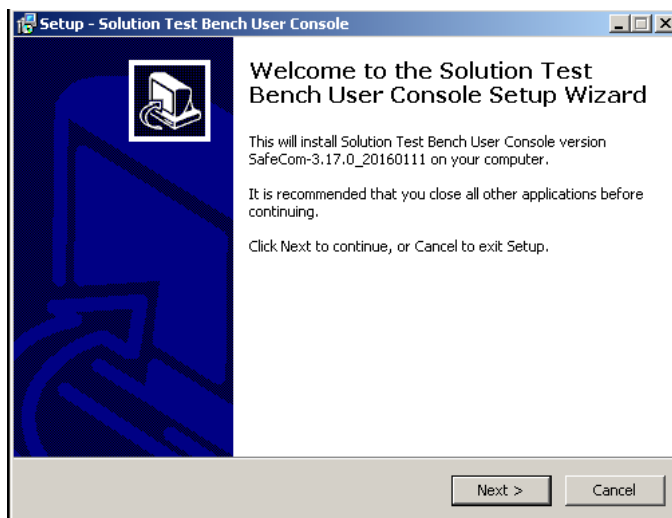 Setup - Solution Test Bench User Console
Welcome to the Solution Test
Bench User Console Setup Wizard
This will install Solution Test Bench User Console version
SafeCom-3.17.0_20160111 on your computer.
It is recommended that you close all other applications before
continuing.
Click Next to continue, or Cancel to exit Setup.
Next >
Cancel